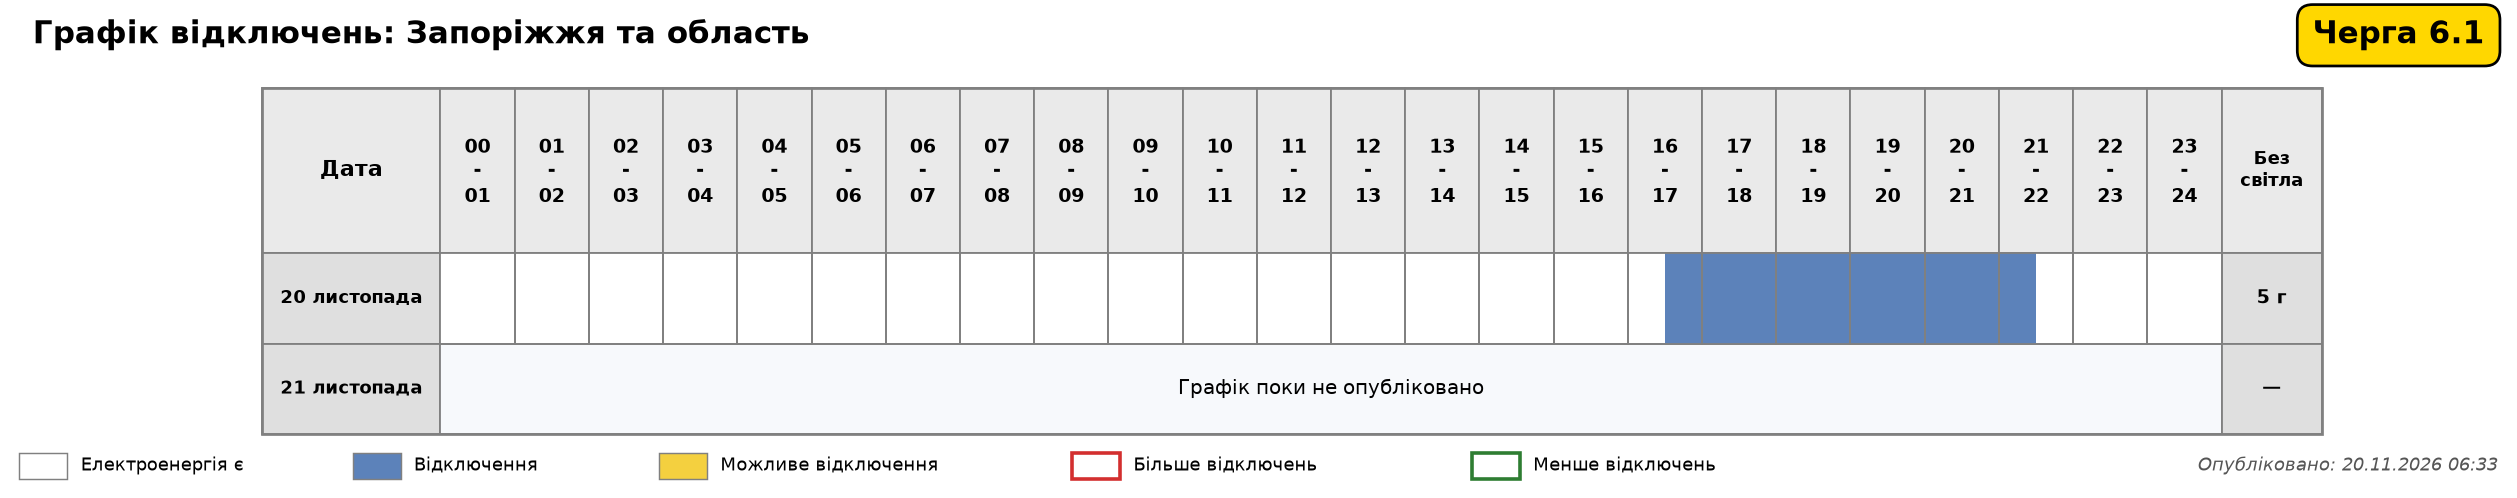 Графік відключень: Запоріжжя та область
Черга 6.1
Дата
00 - 01
01 - 02
02 - 03
03 - 04
04 - 05
05 - 06
06 - 07
07 - 08
08 - 09
09 - 10
10 - 11
11 - 12
12 - 13
13 - 14
14 - 15
15 - 16
16 - 17
17 - 18
18 - 19
19 - 20
20 - 21
21 - 22
22 - 23
23 - 24
Без
світла
20 листопада
5 г
21 листопада
Графік поки не опубліковано
—
Електроенергія є
Відключення
Можливе відключення
Більше відключень
Менше відключень
Опубліковано: 20.11.2026 06:33